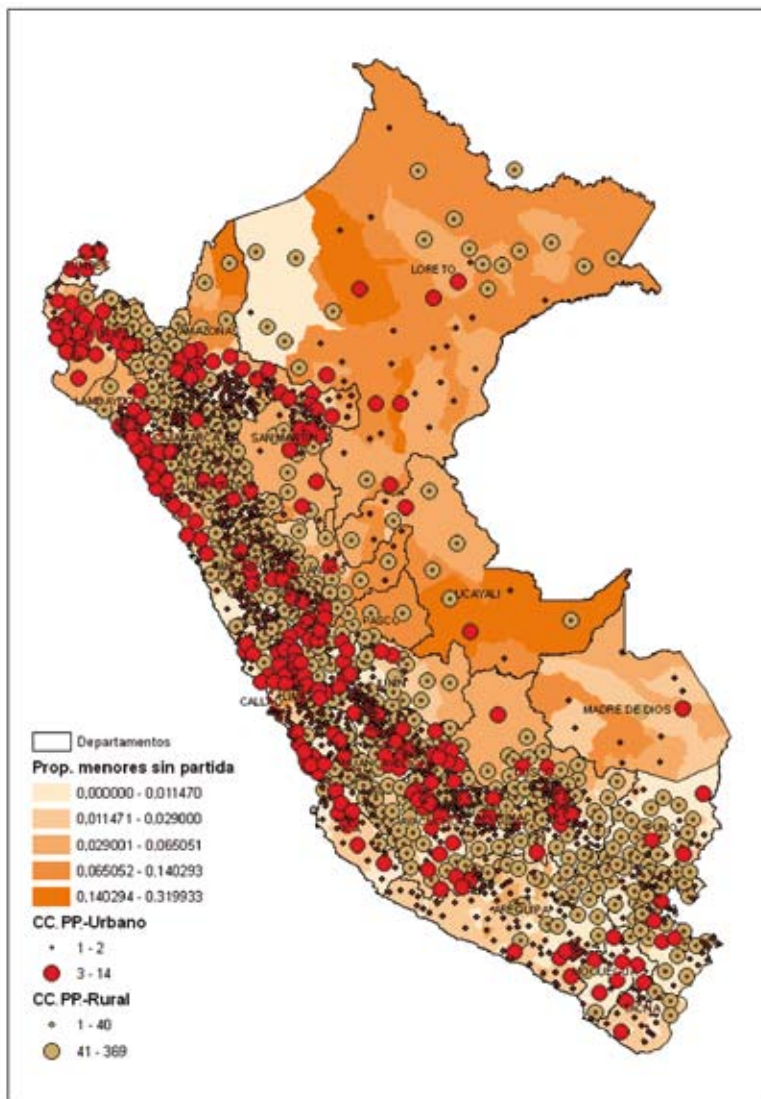 LORETO
AMAZONAS
SAN MARTIN
UCAYALI
PASCO
JUNIN
MADRE DE DIOS
AREQUIPA
Departamentos
Prop. menores sin partida
0,000000 - 0,011470
0,011471 - 0,029000
0,029001 - 0,065051
0,065052 - 0,140293
0,140294 - 0,319933
CC.PP.-Urbano
1 - 2
3 - 14
CC.PP.-Rural
1 - 40
41 - 369